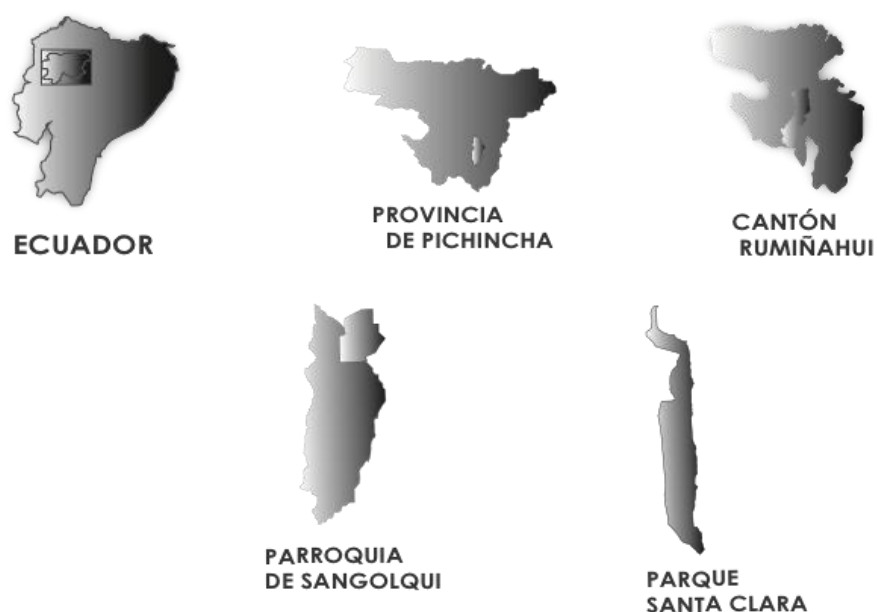 ECUADOR
PROVINCIA
DE PICHINCHA
CANTÓN
RUMIÑAHUI
PARROQUIA
DE SANGOLQUI
PARQUE
SANTA CLARA